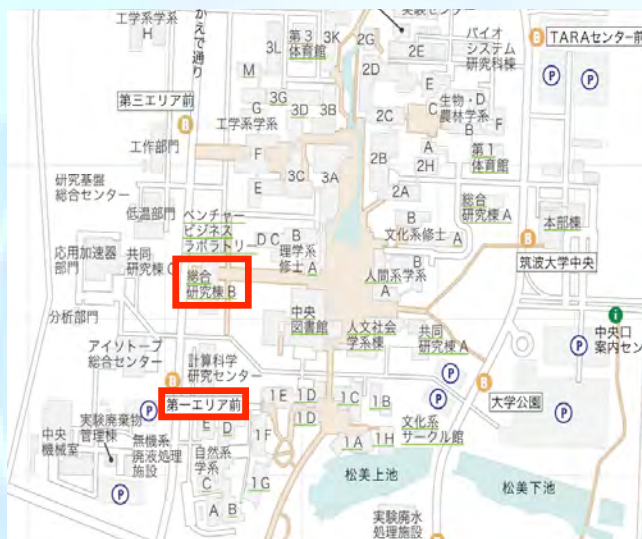 工学系学系
H
かえで通り
第3
体育館
3K
2G
実験センター
2E
バイオ
システム
研究科棟
B
TARAセンター前
3L
2D
P
P
M
3G
E
G
3D
3B
2C
C
生物・
農林学系
D
B
F
工学系学系
第三エリア前
B
工作部門
F
A
第1
体育館
2B
2H
研究基盤
総合センター
E
3C
3A
2A
総合
研究棟 A
低温部門
ベンチャー
ビジネス
ラボラトリー
B
文化系修士
A
本部棟
D
C
B
理学系
修士
A
B
筑波大学中央
応用加速器
部門
共同
研究棟 C
総合
研究棟 B
人間系学系
B
A
分析部門
中央
図書館
人文社会
学系棟
共同
研究棟A
i
中央口
案内セン
P
アイソトープ
総合センター
計算科学
研究センター
P
B
大学公園
P
B
第一エリア前
1E
1D
1D
1C
1B
文化系
サークル館
P
実験廃棄物
管理棟
E
D
1F
1A
1H
中央
機械室
無機系
廃液処理
施設
自然系
学系
C
P
A
B
1G
松美上池
松美下池
実験廃水
処理施設
B